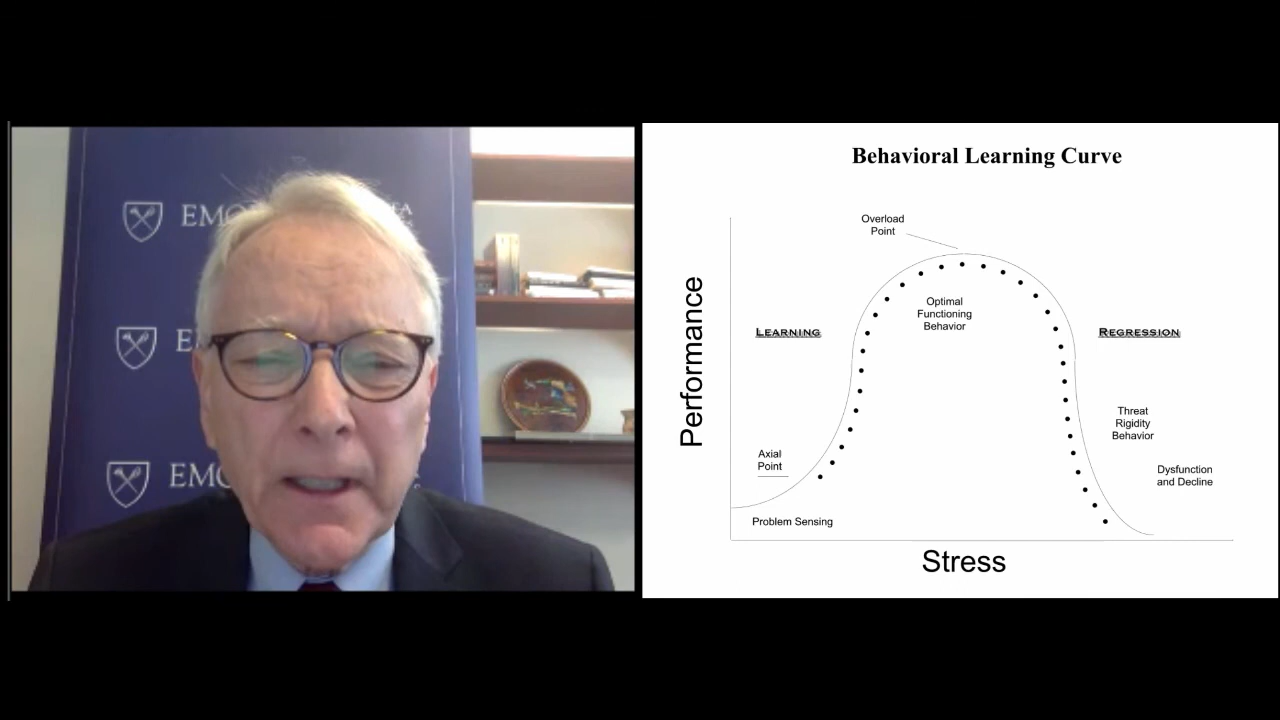 Behavioral Learning Curve
Overload
Point
Optimal
Functioning
Behavior
LEARNING
REGRESSION
Performance
Threat
Rigidity
Behavior
Axial
Point
Dysfunction
and Decline
Problem Sensing
Stress